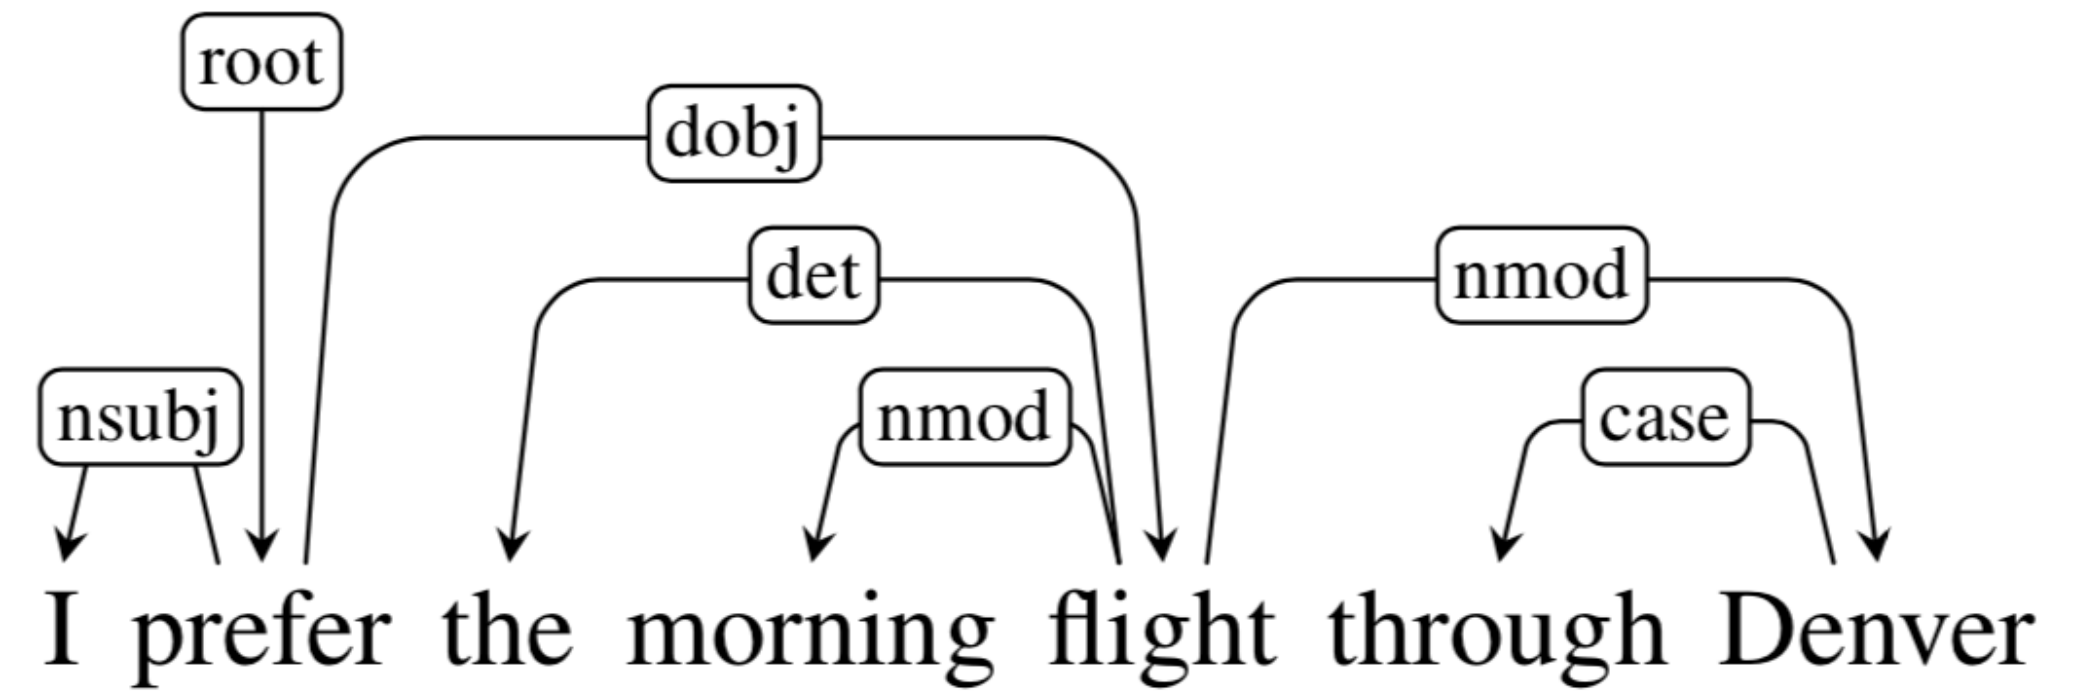 root
dobj
det nmod
nsubj nmod case
I prefer the morning flight through Denver